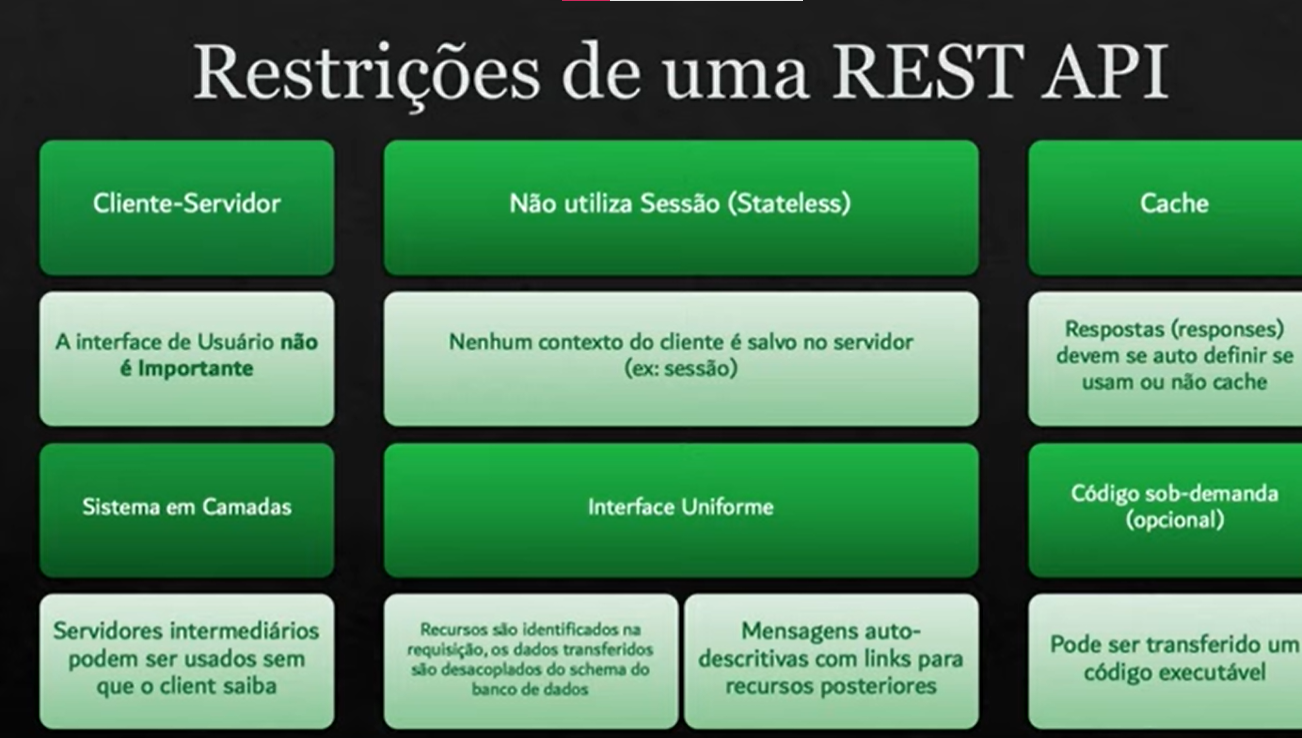 Restrições de uma REST API
Cliente-Servidor
Não utiliza Sessão (Stateless)
Cache
A interface de Usuário não
é Importante
Nenhum contexto do cliente é salvo no servidor
(ex: sessão)
Respostas (responses)
devem se auto definir se
usam ou não cache
Sistema em Camadas
Interface Uniforme
Código sob-demanda
(opcional)
Servidores intermediários
podem ser usados sem
que o client saiba
Recursos são identificados na
requisição, os dados transferidos
são desacoplados do schema do
banco de dados
Mensagens auto-
descritivas com links para
recursos posteriores
Pode ser transferido um
código executável